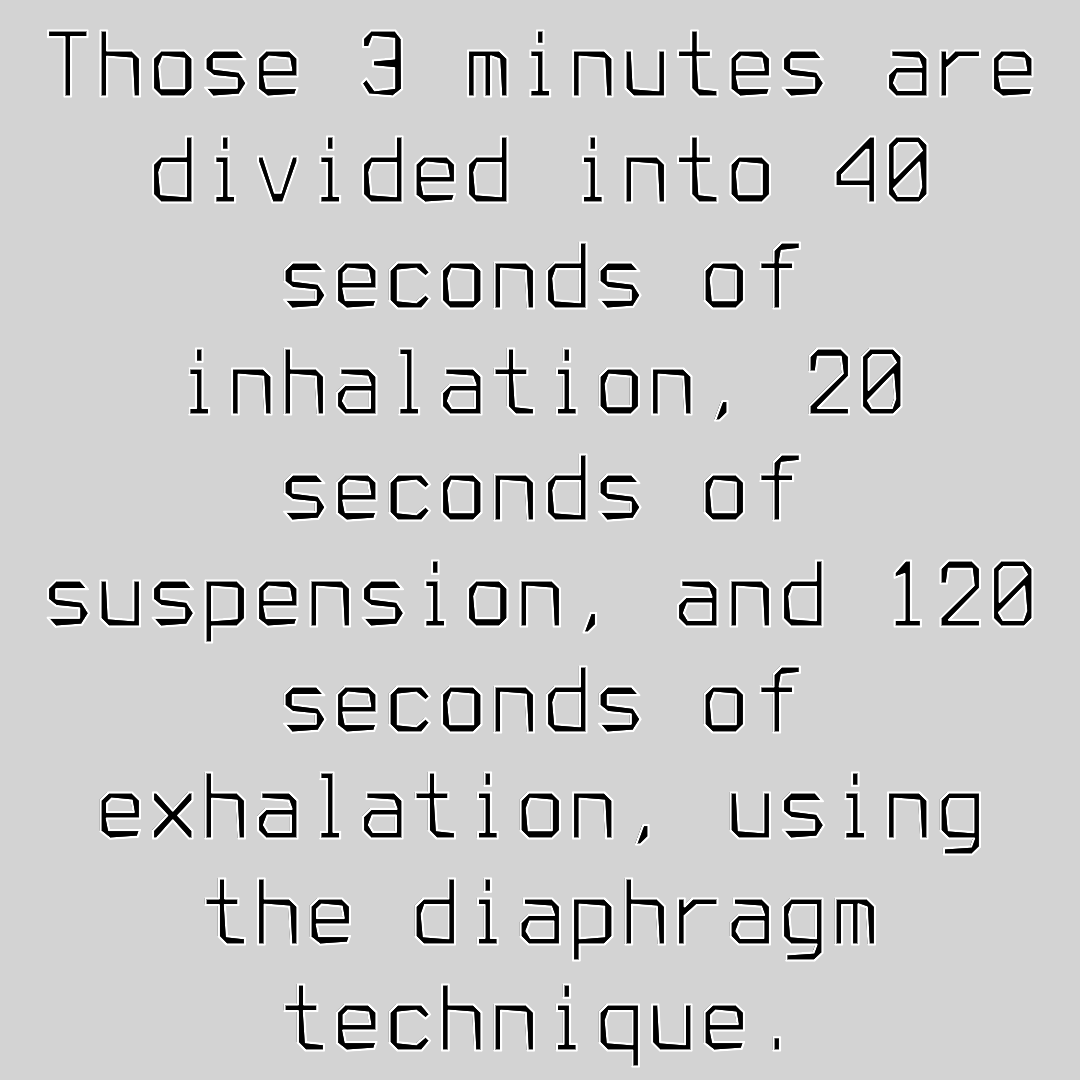 Those 3 minutes are
divided into 40
seconds of
inhalation, 20
seconds of
suspension, and 120
seconds of
exhalation, using
the diaphragm
technique.